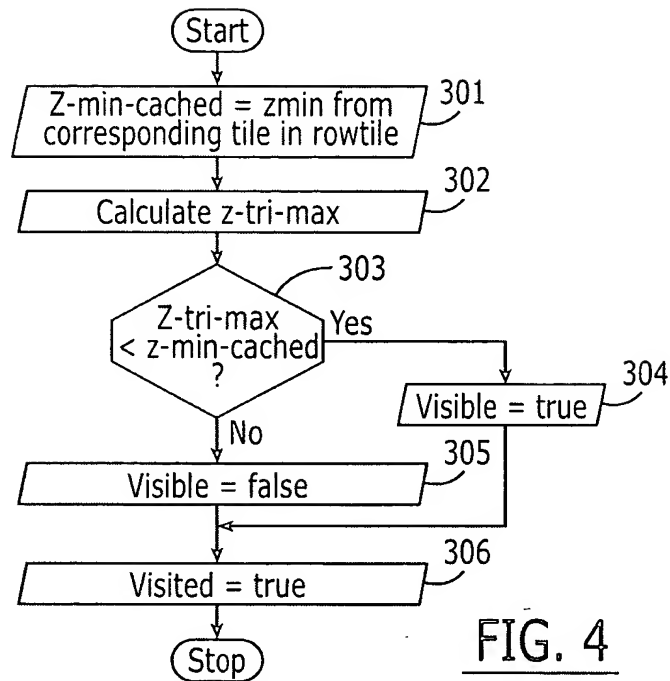 Start
Z-min-cached = zmin from
corresponding tile in rowtile
301
Calculate z-tri-max
302
303
Z-tri-max
< z-min-cached
?
Yes
304
Visible = true
No
305
Visible = false
306
Visited = true
Stop
FIG. 4